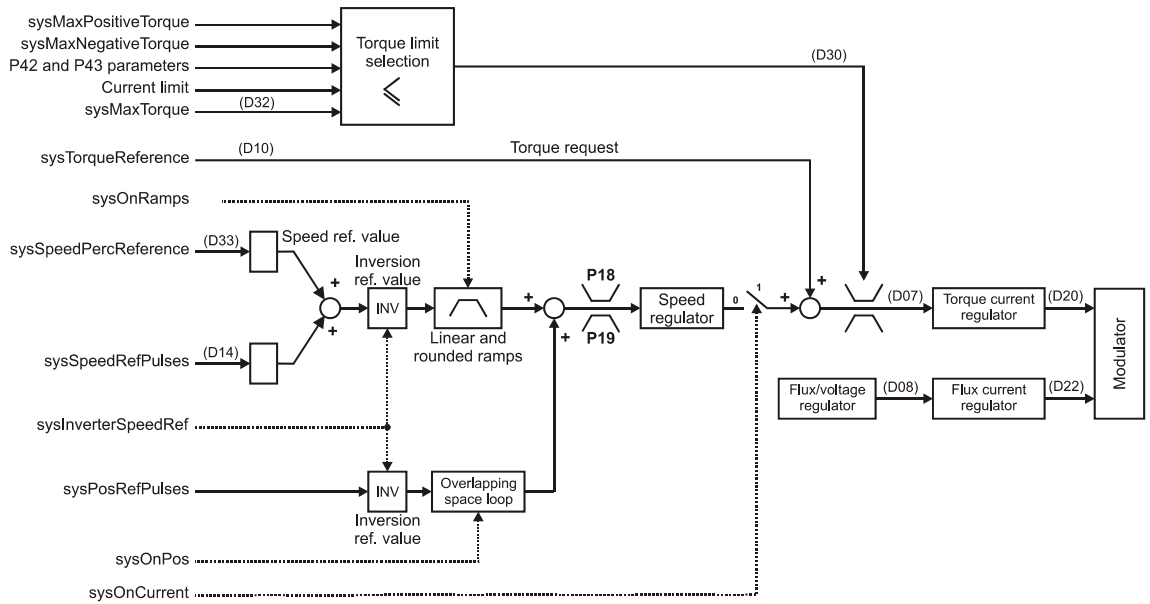 sysMaxPositiveTorque
sysMaxNegativeTorque
P42 and P43 parameters
Current limit
sysMaxTorque
(D32)
Torque limit
selection
(D30)
sysTorqueReference
(D10)
Torque request
sysOnRamps
sysSpeedPercReference
(D33)
Speed ref. value
+
+
Inversion
ref. value
INV
Linear and
rounded ramps
+
+
P18
P19
Speed
regulator
0
1
+
+
(D07)
Torque current
regulator
(D20)
Modulator
sysSpeedRefPulses
(D14)
Flux/voltage
regulator
(D08)
Flux current
regulator
(D22)
sysInverterSpeedRef
sysPosRefPulses
INV
Inversion
ref. value
Overlapping
space loop
sysOnPos
sysOnCurrent